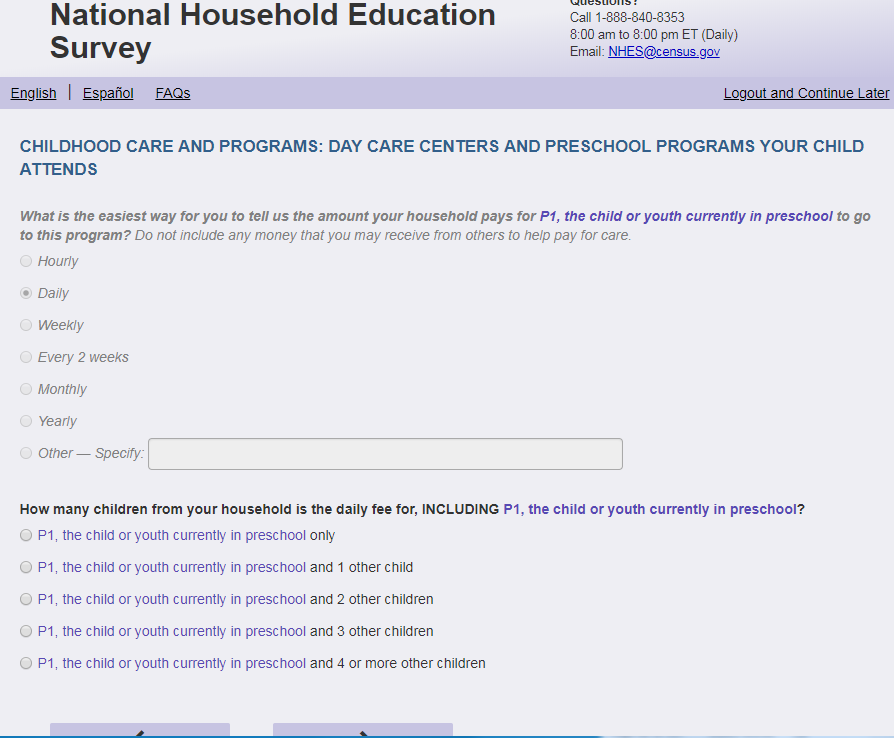 National Household Education
Survey
Questions?
Call 1-888-840-8353
8:00 am to 8:00 pm ET (Daily)
Email: NHES@census.gov
English | Español FAQs Logout and Continue Later
CHILDHOOD CARE AND PROGRAMS: DAY CARE CENTERS AND PRESCHOOL PROGRAMS YOUR CHILD
ATTENDS
What is the easiest way for you to tell us the amount your household pays for P1, the child or youth currently in preschool to go
to this program? Do not include any money that you may receive from others to help pay for care.
Hourly
Daily
Weekly
Every 2 weeks
Monthly
Yearly
Other — Specify:
How many children from your household is the daily fee for, INCLUDING P1, the child or youth currently in preschool?
P1, the child or youth currently in preschool only
P1, the child or youth currently in preschool and 1 other child
P1, the child or youth currently in preschool and 2 other children
P1, the child or youth currently in preschool and 3 other children
P1, the child or youth currently in preschool and 4 or more other children